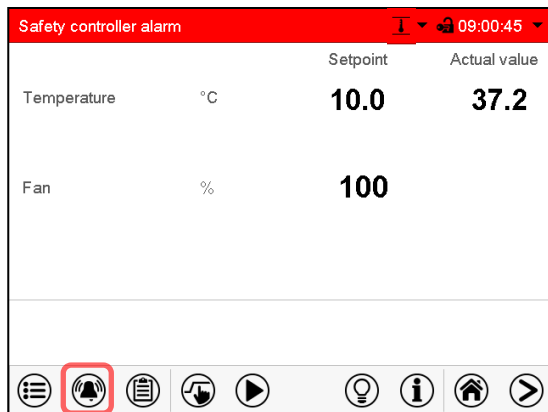 Safety controller alarm 09:00:45
Setpoint Actual value
Temperature °C 10.0 37.2
Fan % 100